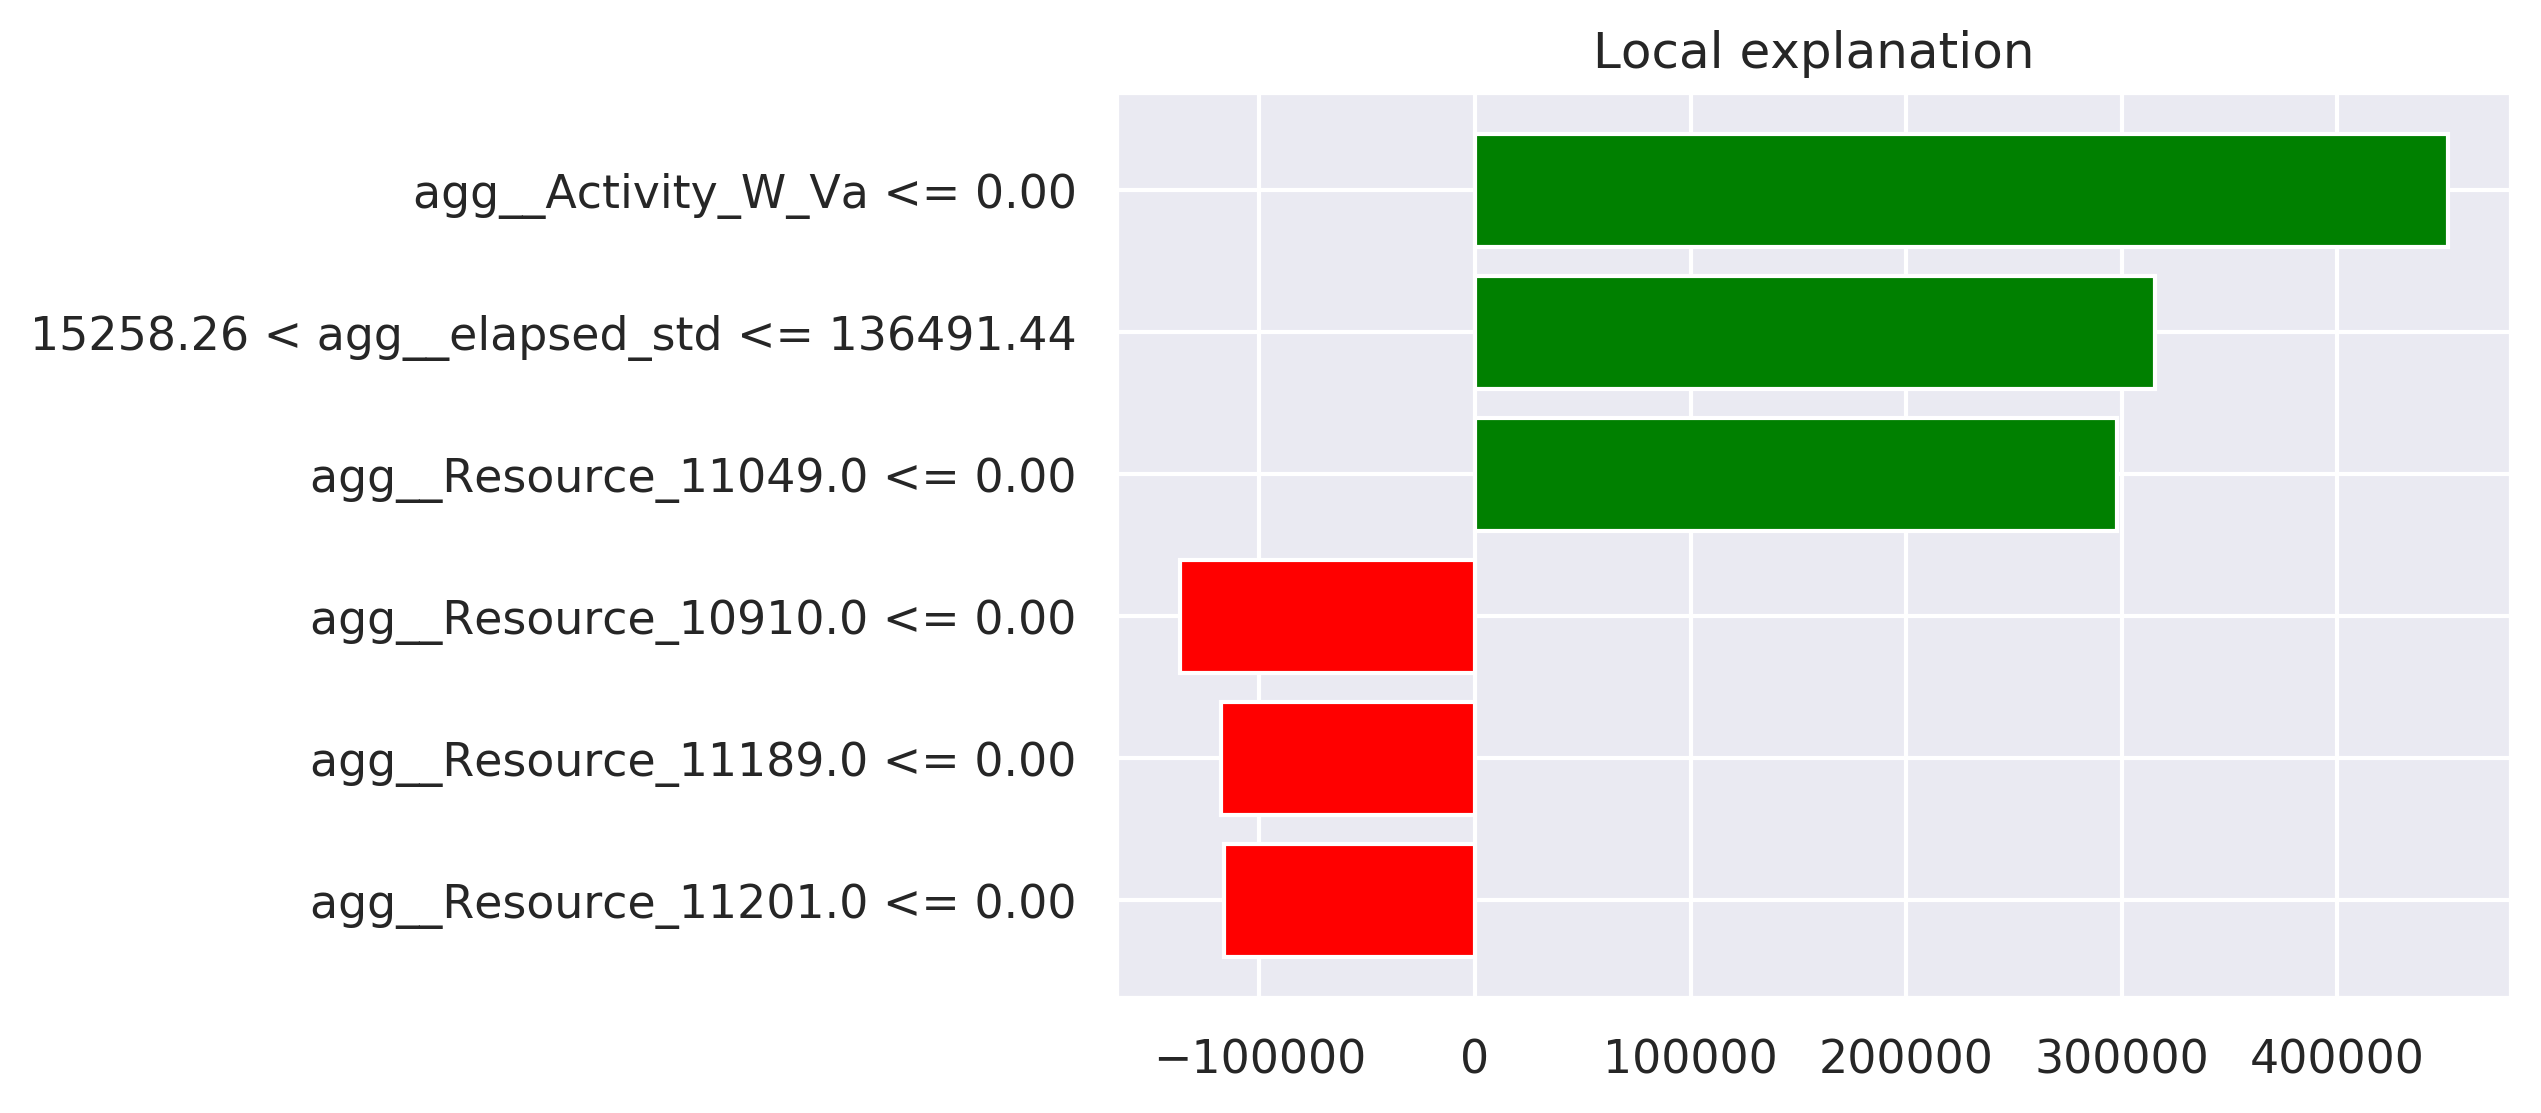 Local explanation
agg__Activity_W_Va <= 0.00
15258.26 < agg__elapsed_std <= 136491.44
agg__Resource_11049.0 <= 0.00
agg__Resource_10910.0 <= 0.00
agg__Resource_11189.0 <= 0.00
agg__Resource_11201.0 <= 0.00
−100000 0 100000 200000 300000 400000